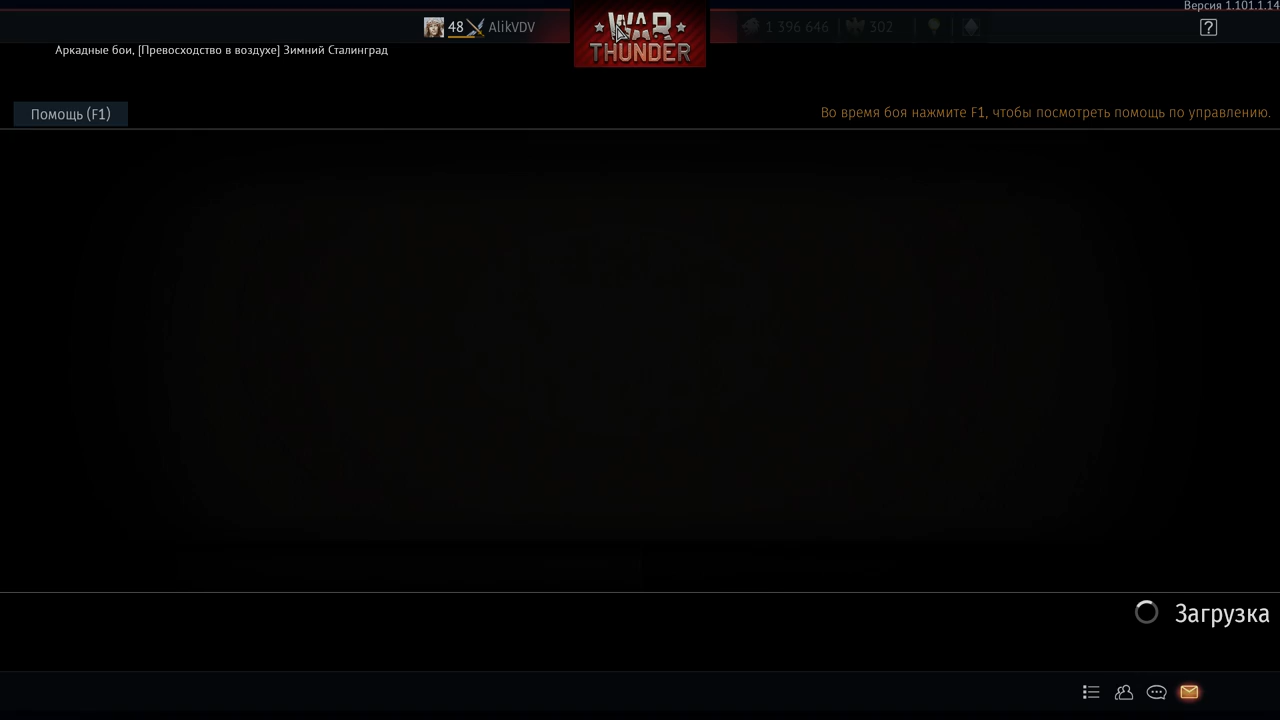 Версия 1.101.1.14
48 AlikVDV
WAR
THUNDER
1 396 646
302
?
Аркадные бои, [Превосходство в воздухе] Зимний Сталинград
Помощь (F1)
Во время боя нажмите F1, чтобы посмотреть помощь по управлению.
Загрузка